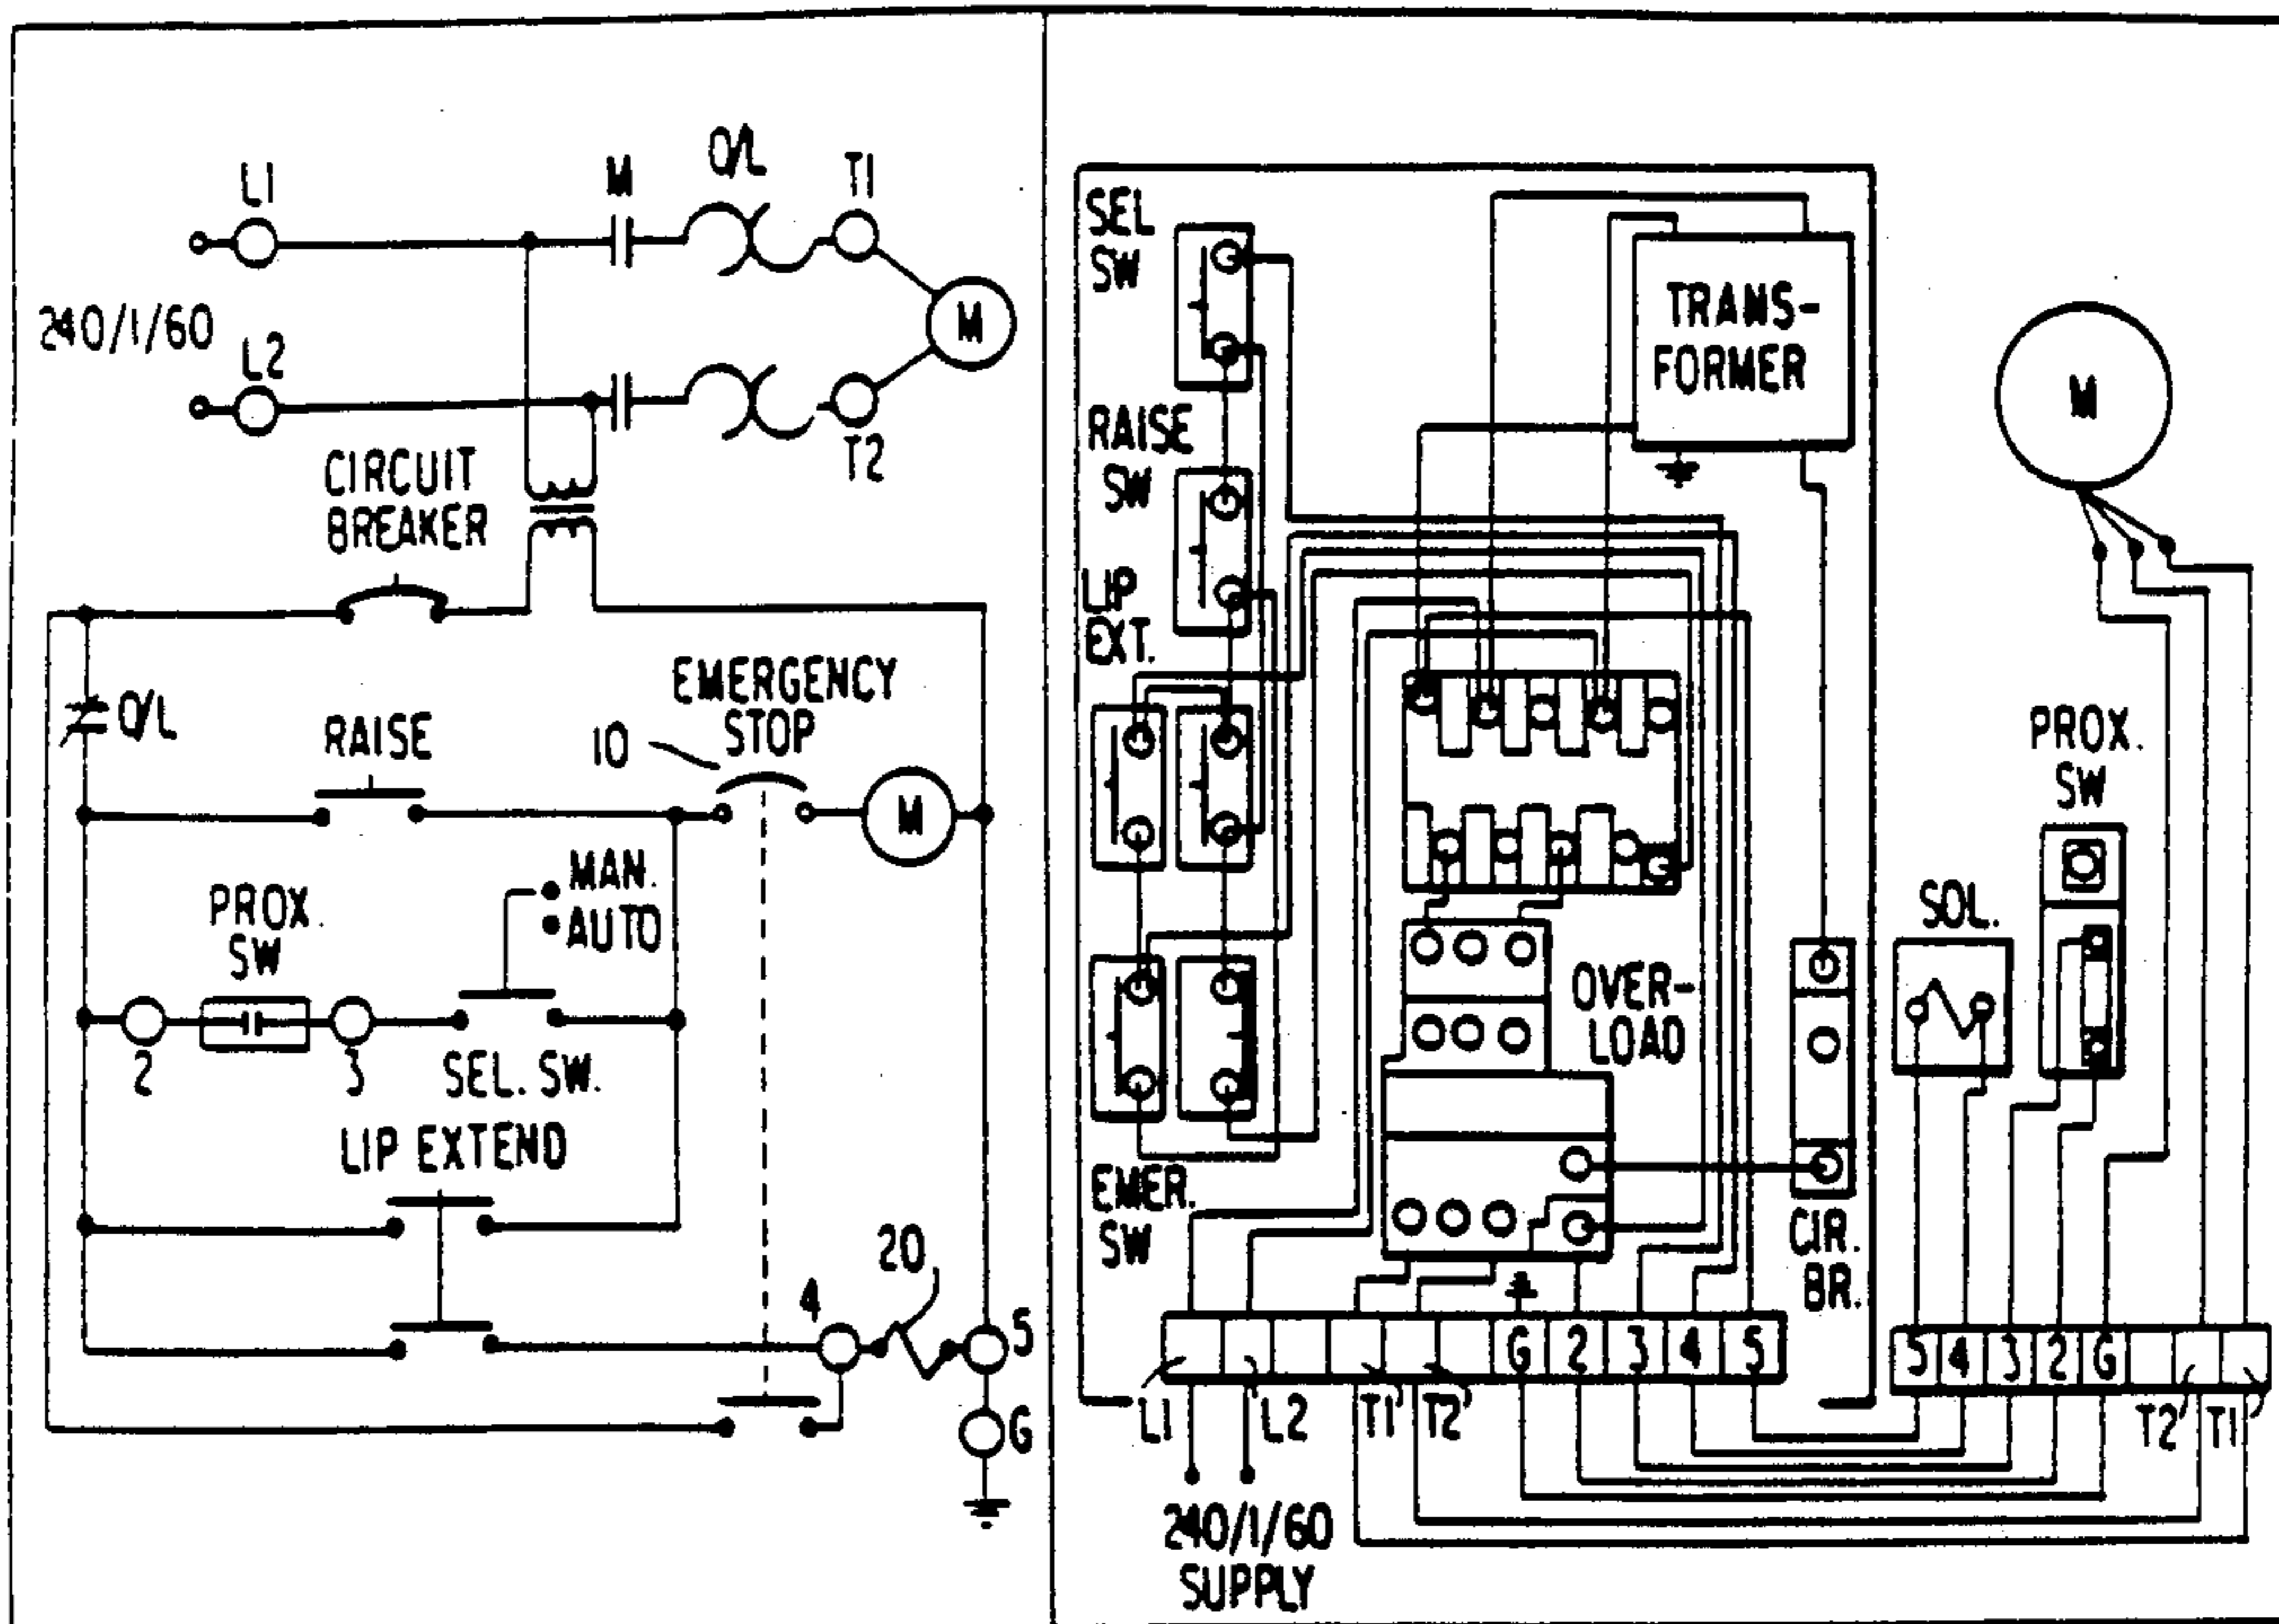 L1
M
O/L
T1
240/1/60
M
L2
T2
CIRCUIT
BREAKER
O/L
RAISE
10
EMERGENCY
STOP
M
MAN.
AUTO
PROX.
SW
2
3
SEL. SW.
LIP EXTEND
20
4
5
G
SEL
SW
TRANS-
FORMER
M
RAISE
SW
LIP
EXT.
PROX.
SW
SOL.
OVER-
LOAD
EMER.
SW
CIR.
BR.
G 2 3 4 5
5 4 3 2 G
L1 L2 T1 T2
T2 T1
240/1/60
SUPPLY